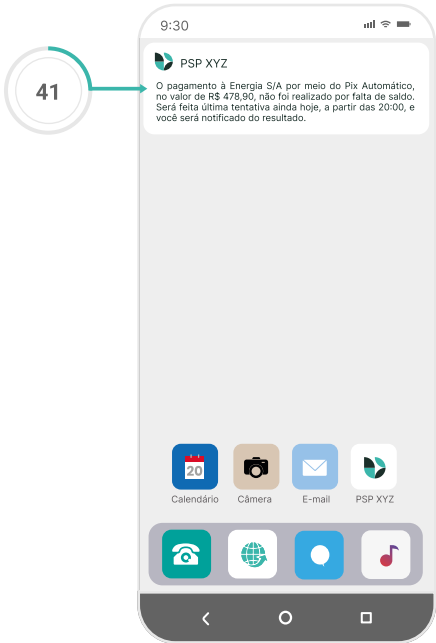 9:30
41
PSP XYZ
O pagamento à Energia S/A por meio do Pix Automático,
no valor de R$ 478,90, não foi realizado por falta de saldo.
Será feita última tentativa ainda hoje, a partir das 20:00, e
você será notificado do resultado.
20
Calendário
Câmera
E-mail
PSP XYZ